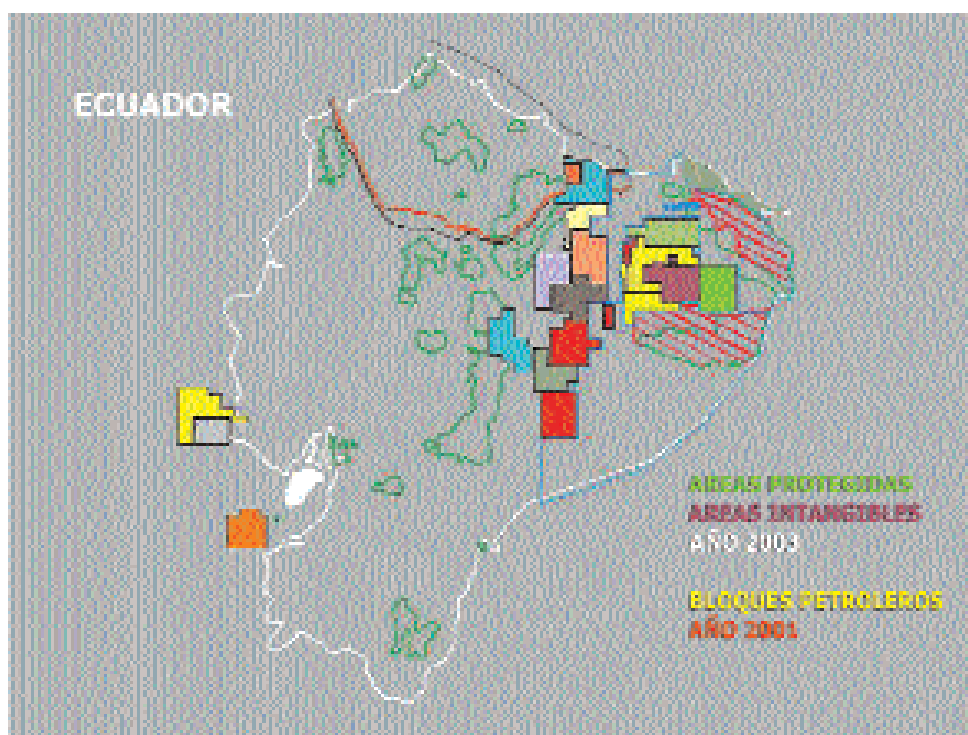 ECUADOR
AREAS PROTEGIDAS
AREAS INTANGIBLES
AÑO 2003
BLOQUES PETROLEROS
AÑO 2001